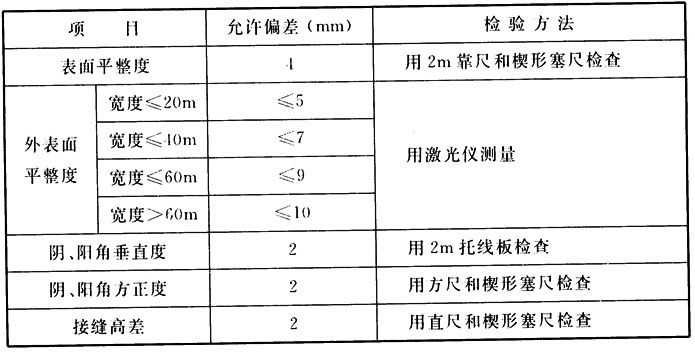 项 目 允许偏差(mm) 检验方法
表面平整度 4 用2m靠尺和楔形塞尺检查
外表面平整度 宽度≤20m ≤5 用激光仪测量
宽度≤40m ≤7
宽度≤60m ≤9
宽度>60m ≤10
阴、阳角垂直度 2 用2m托线板检查
阴、阳角方正度 2 用方尺和楔形塞尺检查
接缝高差 2 用直尺和楔形塞尺检查